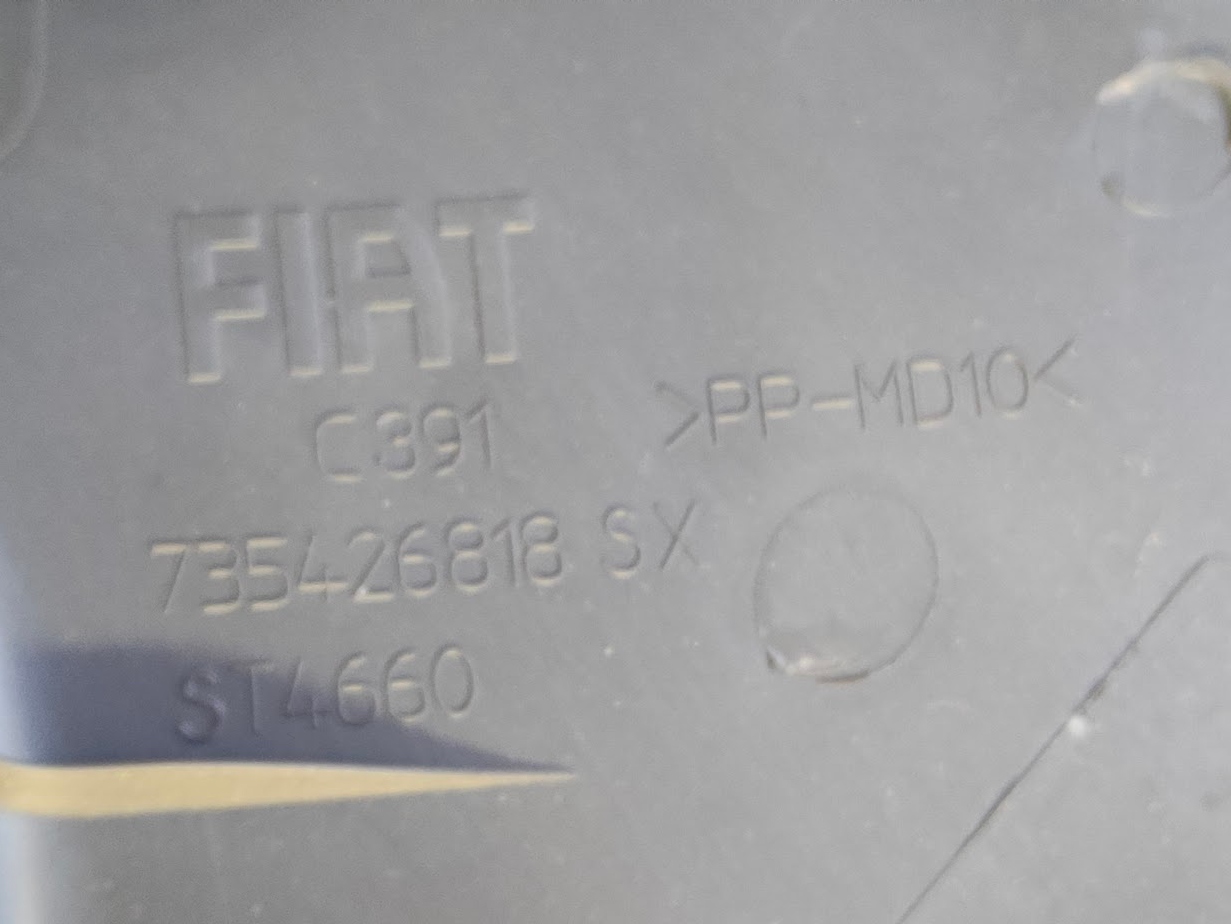 FIAT
C391
>PP-MD10<
735426818 SX
ST4660